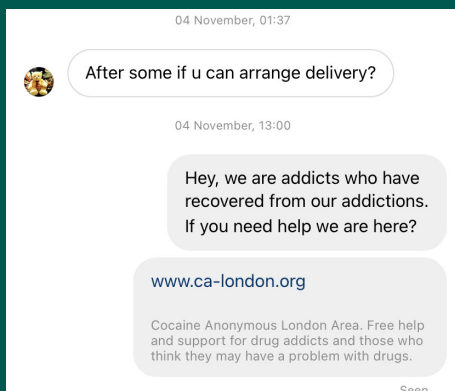 04 November, 01:37
After some if u can arrange delivery?
04 November, 13:00
Hey, we are addicts who have
recovered from our addictions.
If you need help we are here?
www.ca-london.org
Cocaine Anonymous London Area. Free help
and support for drug addicts and those who
think they may have a problem with drugs.
Seen